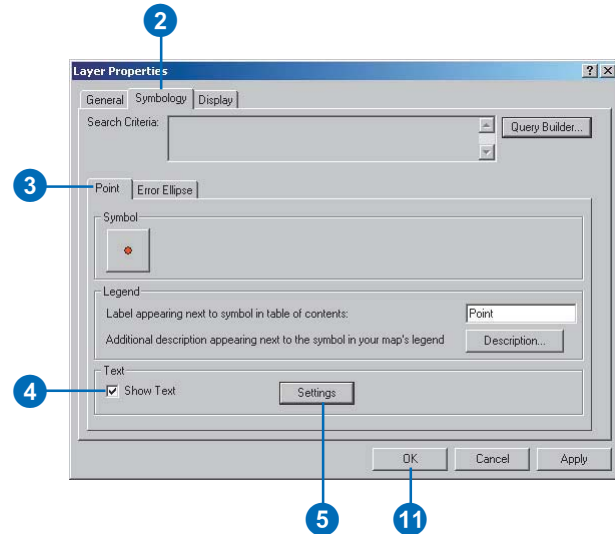 2
Layer Properties
General Symbology Display
Search Criteria: Query Builder...
3
Point Error Ellipse
Symbol
Legend
Label appearing next to symbol in table of contents: Point
Additional description appearing next to the symbol in your map's legend Description...
Text
4 Show Text Settings
OK Cancel Apply
5 11